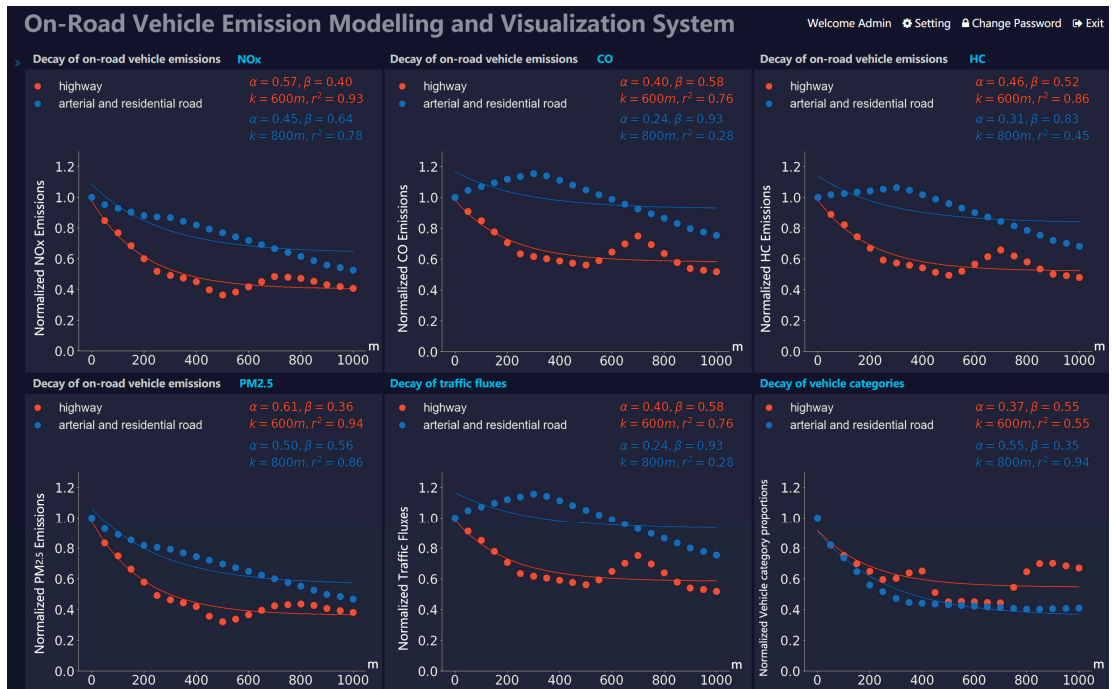 On-Road Vehicle Emission Modelling and Visualization System
Welcome Admin Setting Change Password Exit
Decay of on-road vehicle emissions NOx
highway
arterial and residential road
α = 0.57, β = 0.40
k = 600m, r² = 0.93
α = 0.45, β = 0.64
k = 800m, r² = 0.78
Normalized NOx Emissions
1.2
1.0
0.8
0.6
0.4
0.2
0.0
0 200 400 600 800 1000
m
Decay of on-road vehicle emissions CO
highway
arterial and residential road
α = 0.40, β = 0.58
k = 600m, r² = 0.76
α = 0.24, β = 0.93
k = 800m, r² = 0.28
Normalized CO Emissions
1.2
1.0
0.8
0.6
0.4
0.2
0.0
0 200 400 600 800 1000
m
Decay of on-road vehicle emissions HC
highway
arterial and residential road
α = 0.46, β = 0.52
k = 600m, r² = 0.86
α = 0.31, β = 0.83
k = 800m, r² = 0.45
Normalized HC Emissions
1.2
1.0
0.8
0.6
0.4
0.2
0.0
0 200 400 600 800 1000
m
Decay of on-road vehicle emissions PM2.5
highway
arterial and residential road
α = 0.61, β = 0.36
k = 600m, r² = 0.94
α = 0.50, β = 0.56
k = 800m, r² = 0.86
Normalized PM2.5 Emissions
1.2
1.0
0.8
0.6
0.4
0.2
0.0
0 200 400 600 800 1000
m
Decay of traffic fluxes
highway
arterial and residential road
α = 0.40, β = 0.58
k = 600m, r² = 0.76
α = 0.24, β = 0.93
k = 800m, r² = 0.28
Normalized Traffic Fluxes
1.2
1.0
0.8
0.6
0.4
0.2
0.0
0 200 400 600 800 1000
m
Decay of vehicle categories
highway
arterial and residential road
α = 0.37, β = 0.55
k = 600m, r² = 0.55
α = 0.55, β = 0.35
k = 800m, r² = 0.94
Normalized Vehicle category proportions
1.2
1.0
0.8
0.6
0.4
0.2
0.0
0 200 400 600 800 1000
m